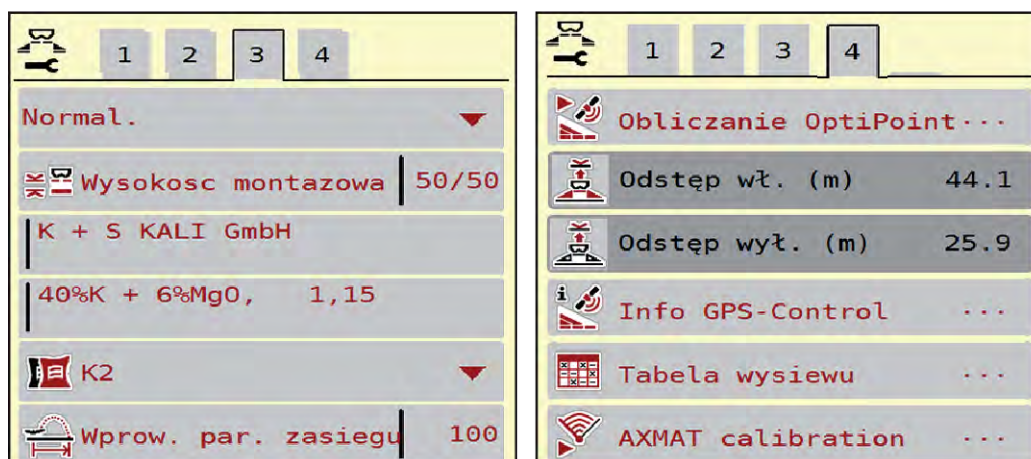 1 2 3 4
Normal.
Wysokosc montazowa 50/50
K + S KALI GmbH
40%K + 6%MgO, 1,15
K2
Wprow. par. zasiegu 100
1 2 3 4
Obliczanie OptiPoint...
Odstęp wł. (m) 44.1
Odstęp wył. (m) 25.9
Info GPS-Control ...
Tabela wysiewu ...
AXMAT calibration ...